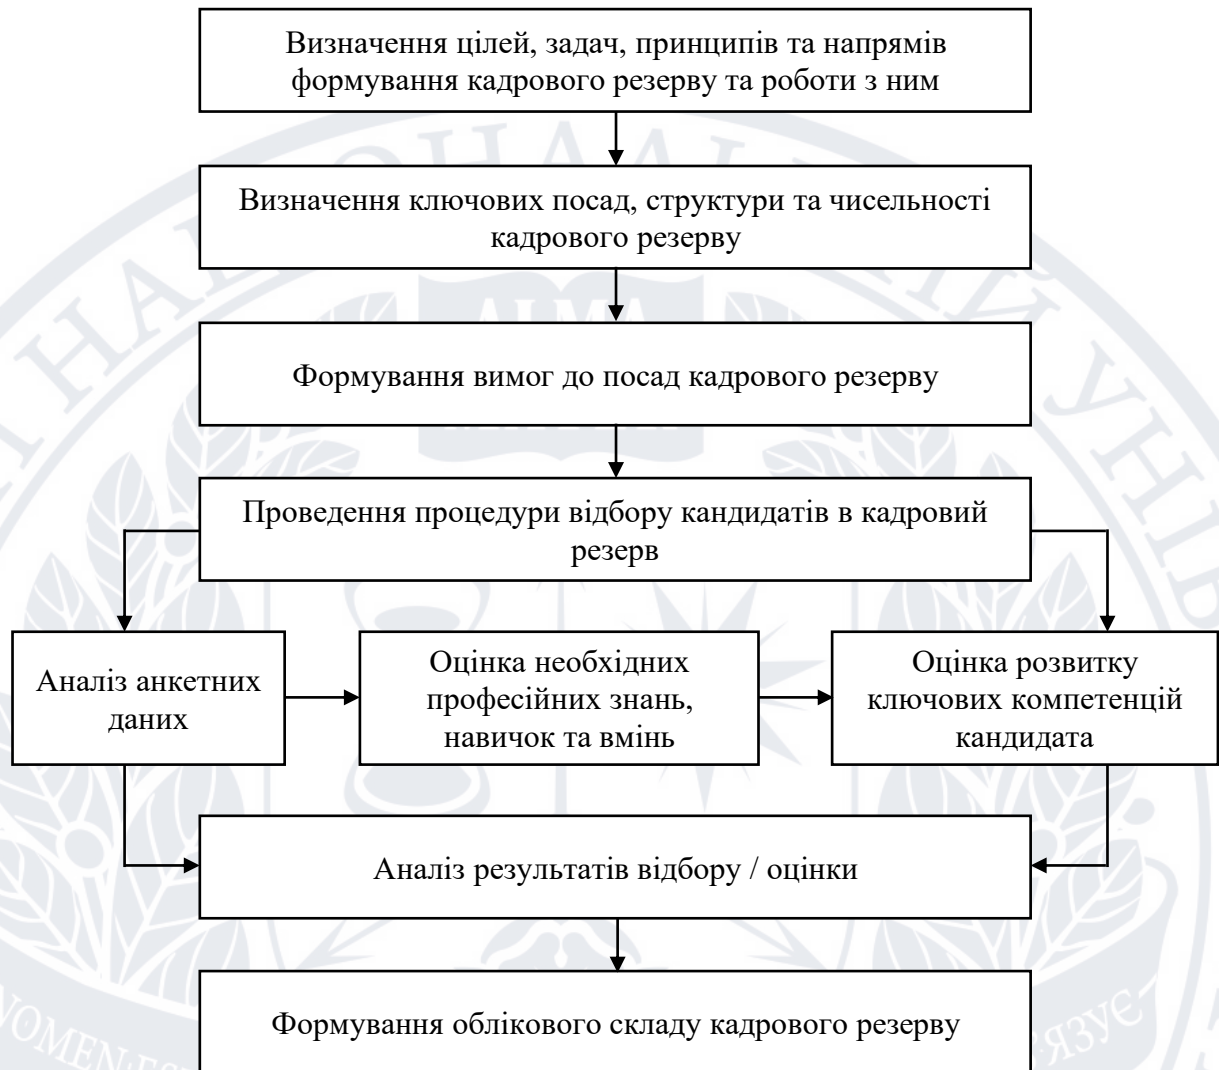 Визначення цілей, задач, принципів та напрямів
формування кадрового резерву та роботи з ним
Визначення ключових посад, структури та чисельності
кадрового резерву
Формування вимог до посад кадрового резерву
Проведення процедури відбору кандидатів в кадровий
резерв
Аналіз анкетних
даних
Оцінка необхідних
професійних знань,
навичок та вмінь
Оцінка розвитку
ключових компетенцій
кандидата
Аналіз результатів відбору / оцінки
Формування облікового складу кадрового резерву